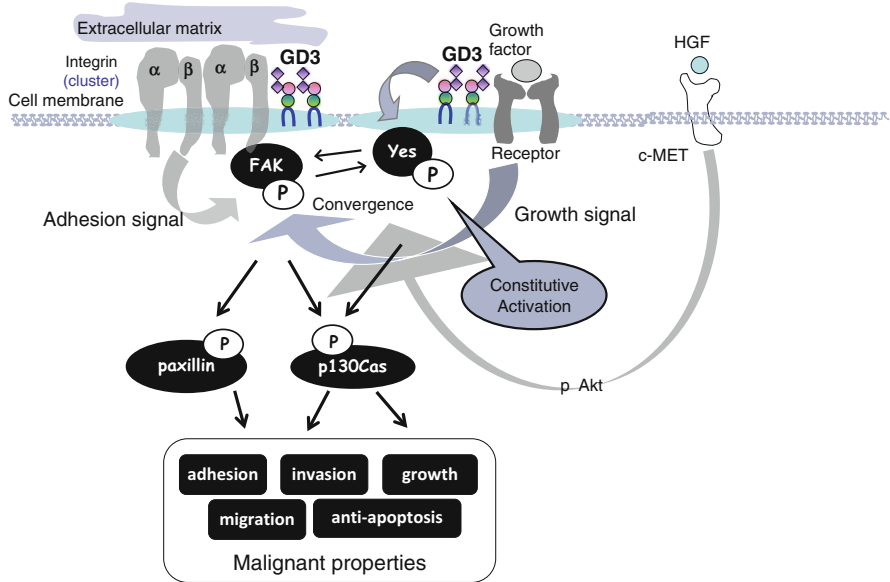 Extracellular matrix
Integrin
(cluster)
Cell membrane
α
β
α
β
GD3
GD3
Growth
factor
HGF
Receptor
c-MET
FAK
P
Yes
P
Convergence
Adhesion signal
Growth signal
Constitutive
Activation
paxillin
P
P
p130Cas
p Akt
adhesion
invasion
growth
migration
anti-apoptosis
Malignant properties